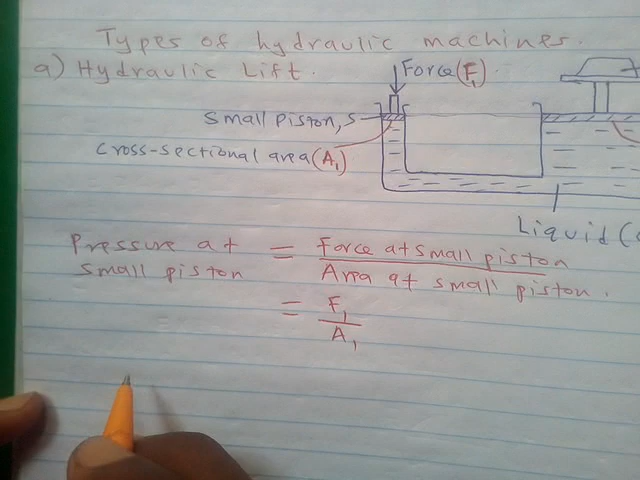 Types of hydraulic machines.
a) Hydraulic Lift.
Force (F₁)
Small piston, S
Cross-sectional area (A₁)
Liquid (
Pressure at small piston = Force at small piston / Area at small piston.
= F₁ / A₁